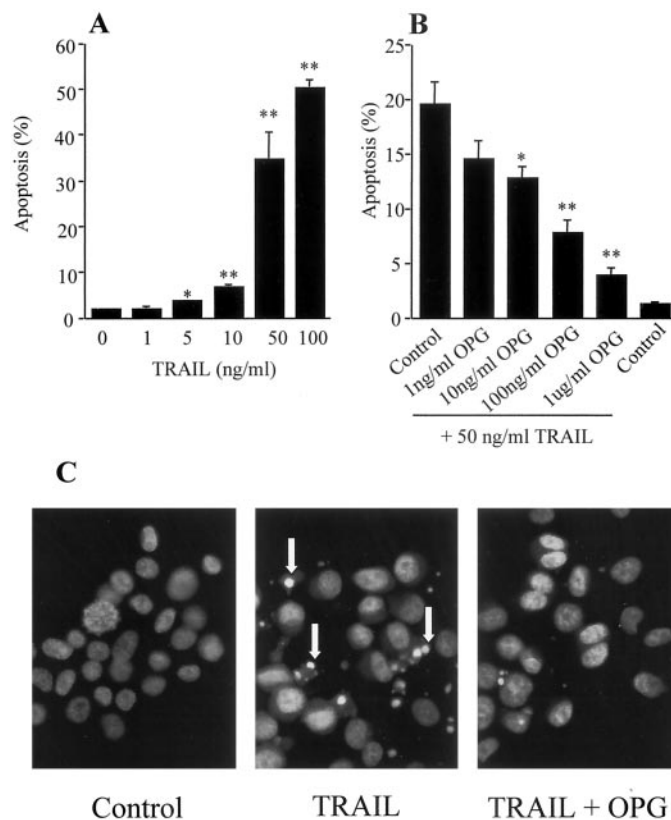 A
Apoptosis (%)
60
50
40
30
20
10
0
**
**
**
*
0 1 5 10 50 100
TRAIL (ng/ml)
B
Apoptosis (%)
25
20
15
10
5
0
*
**
**
Control
1ng/ml OPG
10ng/ml OPG
100ng/ml OPG
1ug/ml OPG
Control
+ 50 ng/ml TRAIL
C
Control
TRAIL
TRAIL + OPG